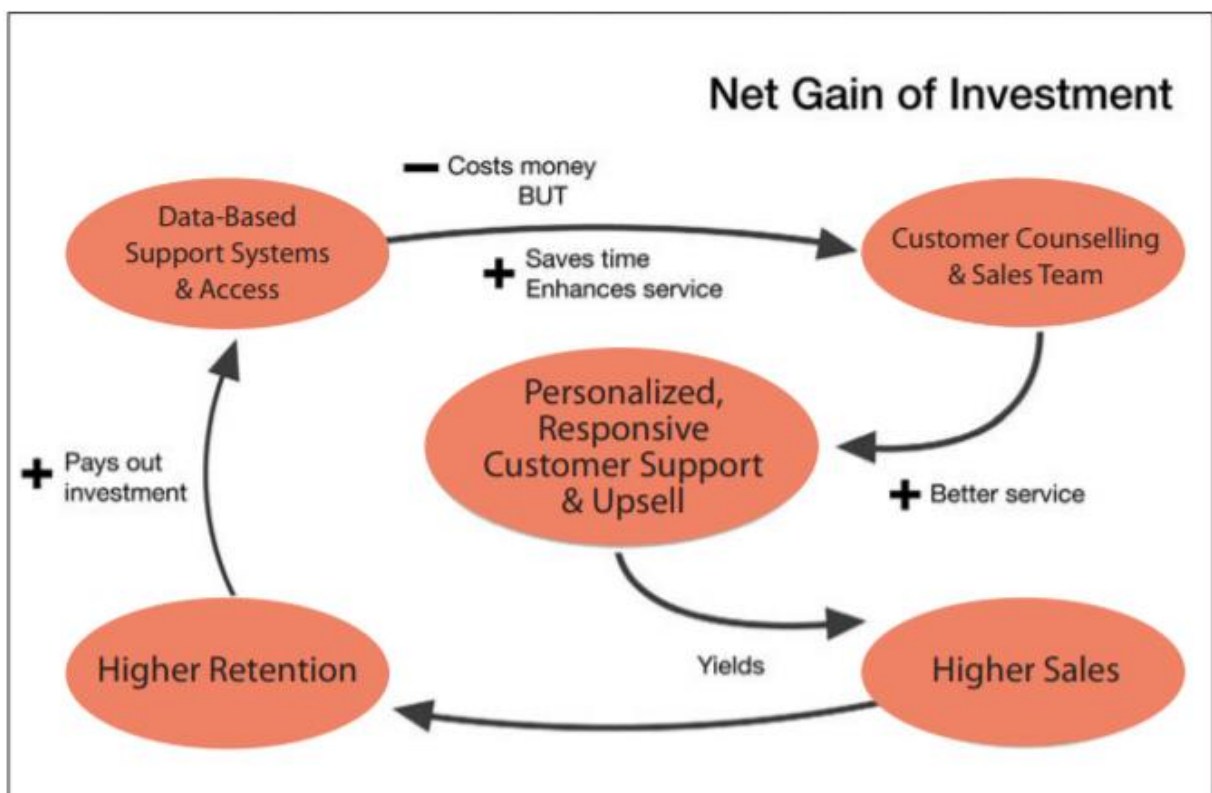 Net Gain of Investment
Data-Based
Support Systems
& Access
− Costs money
BUT
+ Saves time
Enhances service
Customer Counselling
& Sales Team
Personalized,
Responsive
Customer Support
& Upsell
+ Better service
+ Pays out
investment
Higher Retention
Yields
Higher Sales